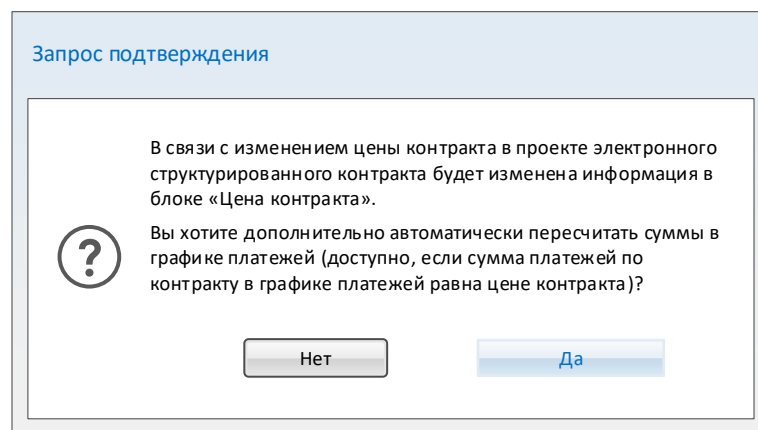 Запрос подтверждения
В связи с изменением цены контракта в проекте электронного
структурированного контракта будет изменена информация в
блоке «Цена контракта».
Вы хотите дополнительно автоматически пересчитать суммы в
графике платежей (доступно, если сумма платежей по
контракту в графике платежей равна цене контракта)?
Нет
Да